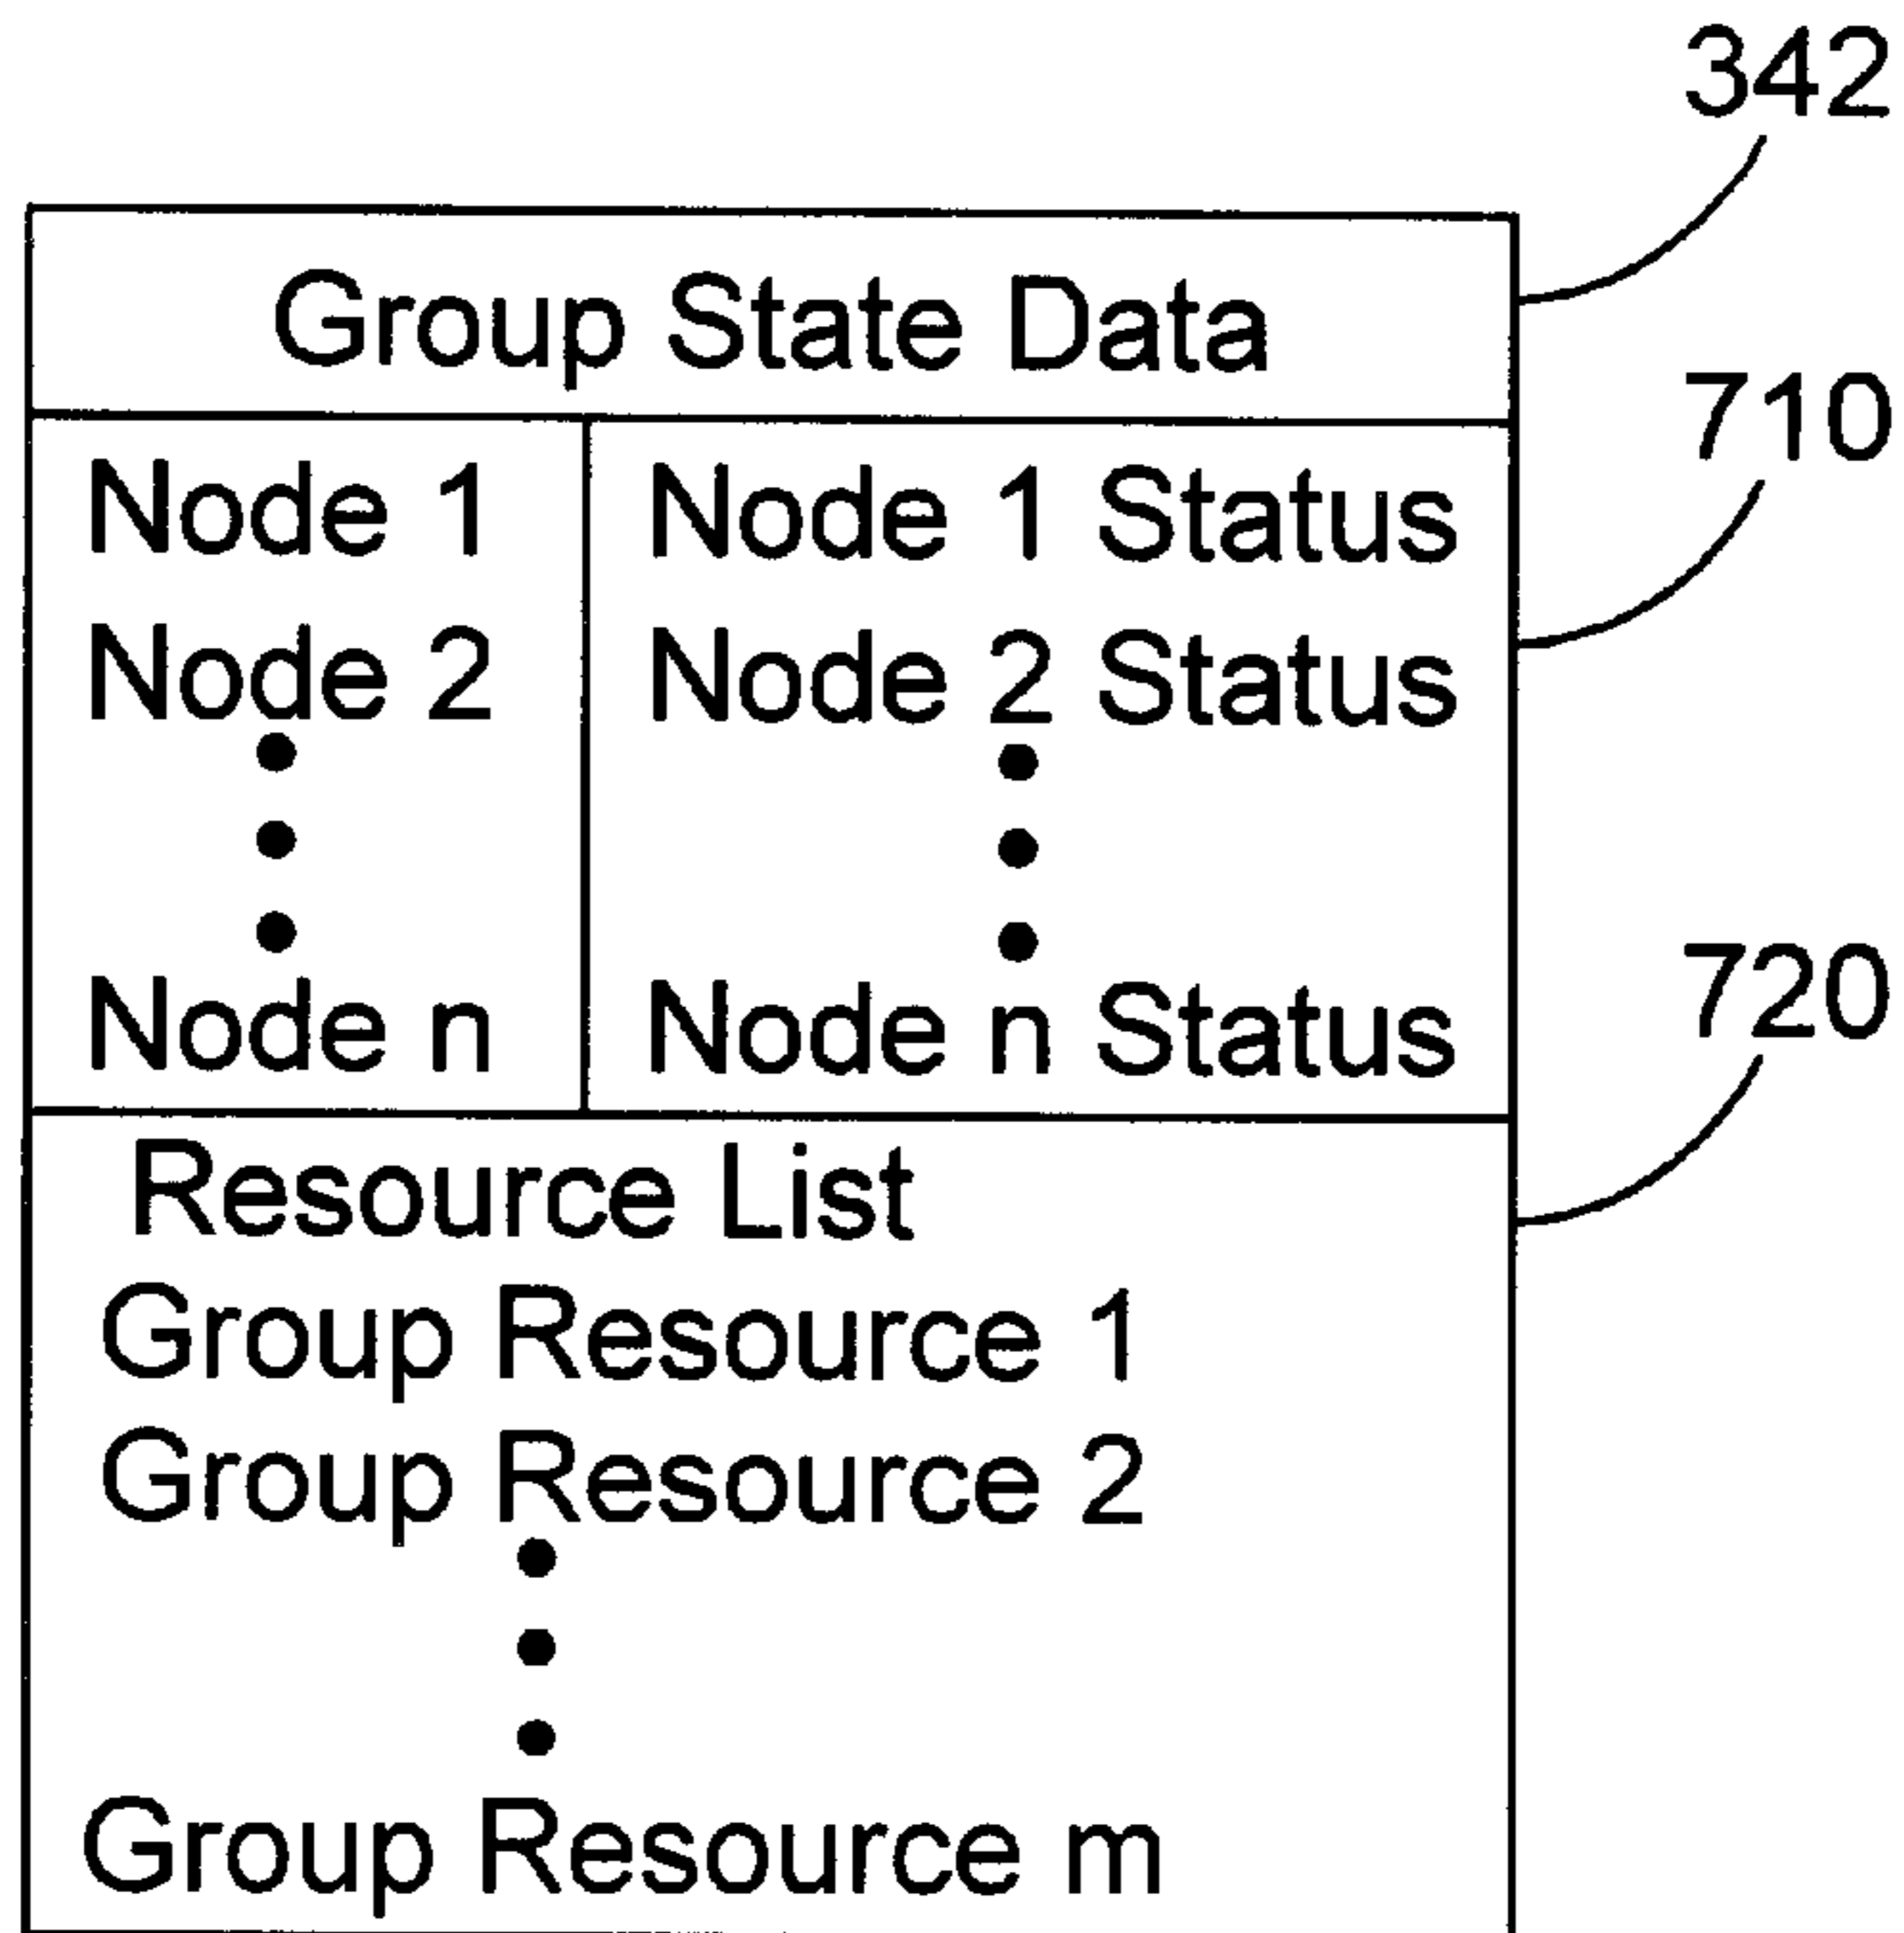 342
Group State Data
710
Node 1 Node 1 Status
Node 2 Node 2 Status
Node n Node n Status
720
Resource List
Group Resource 1
Group Resource 2
Group Resource m